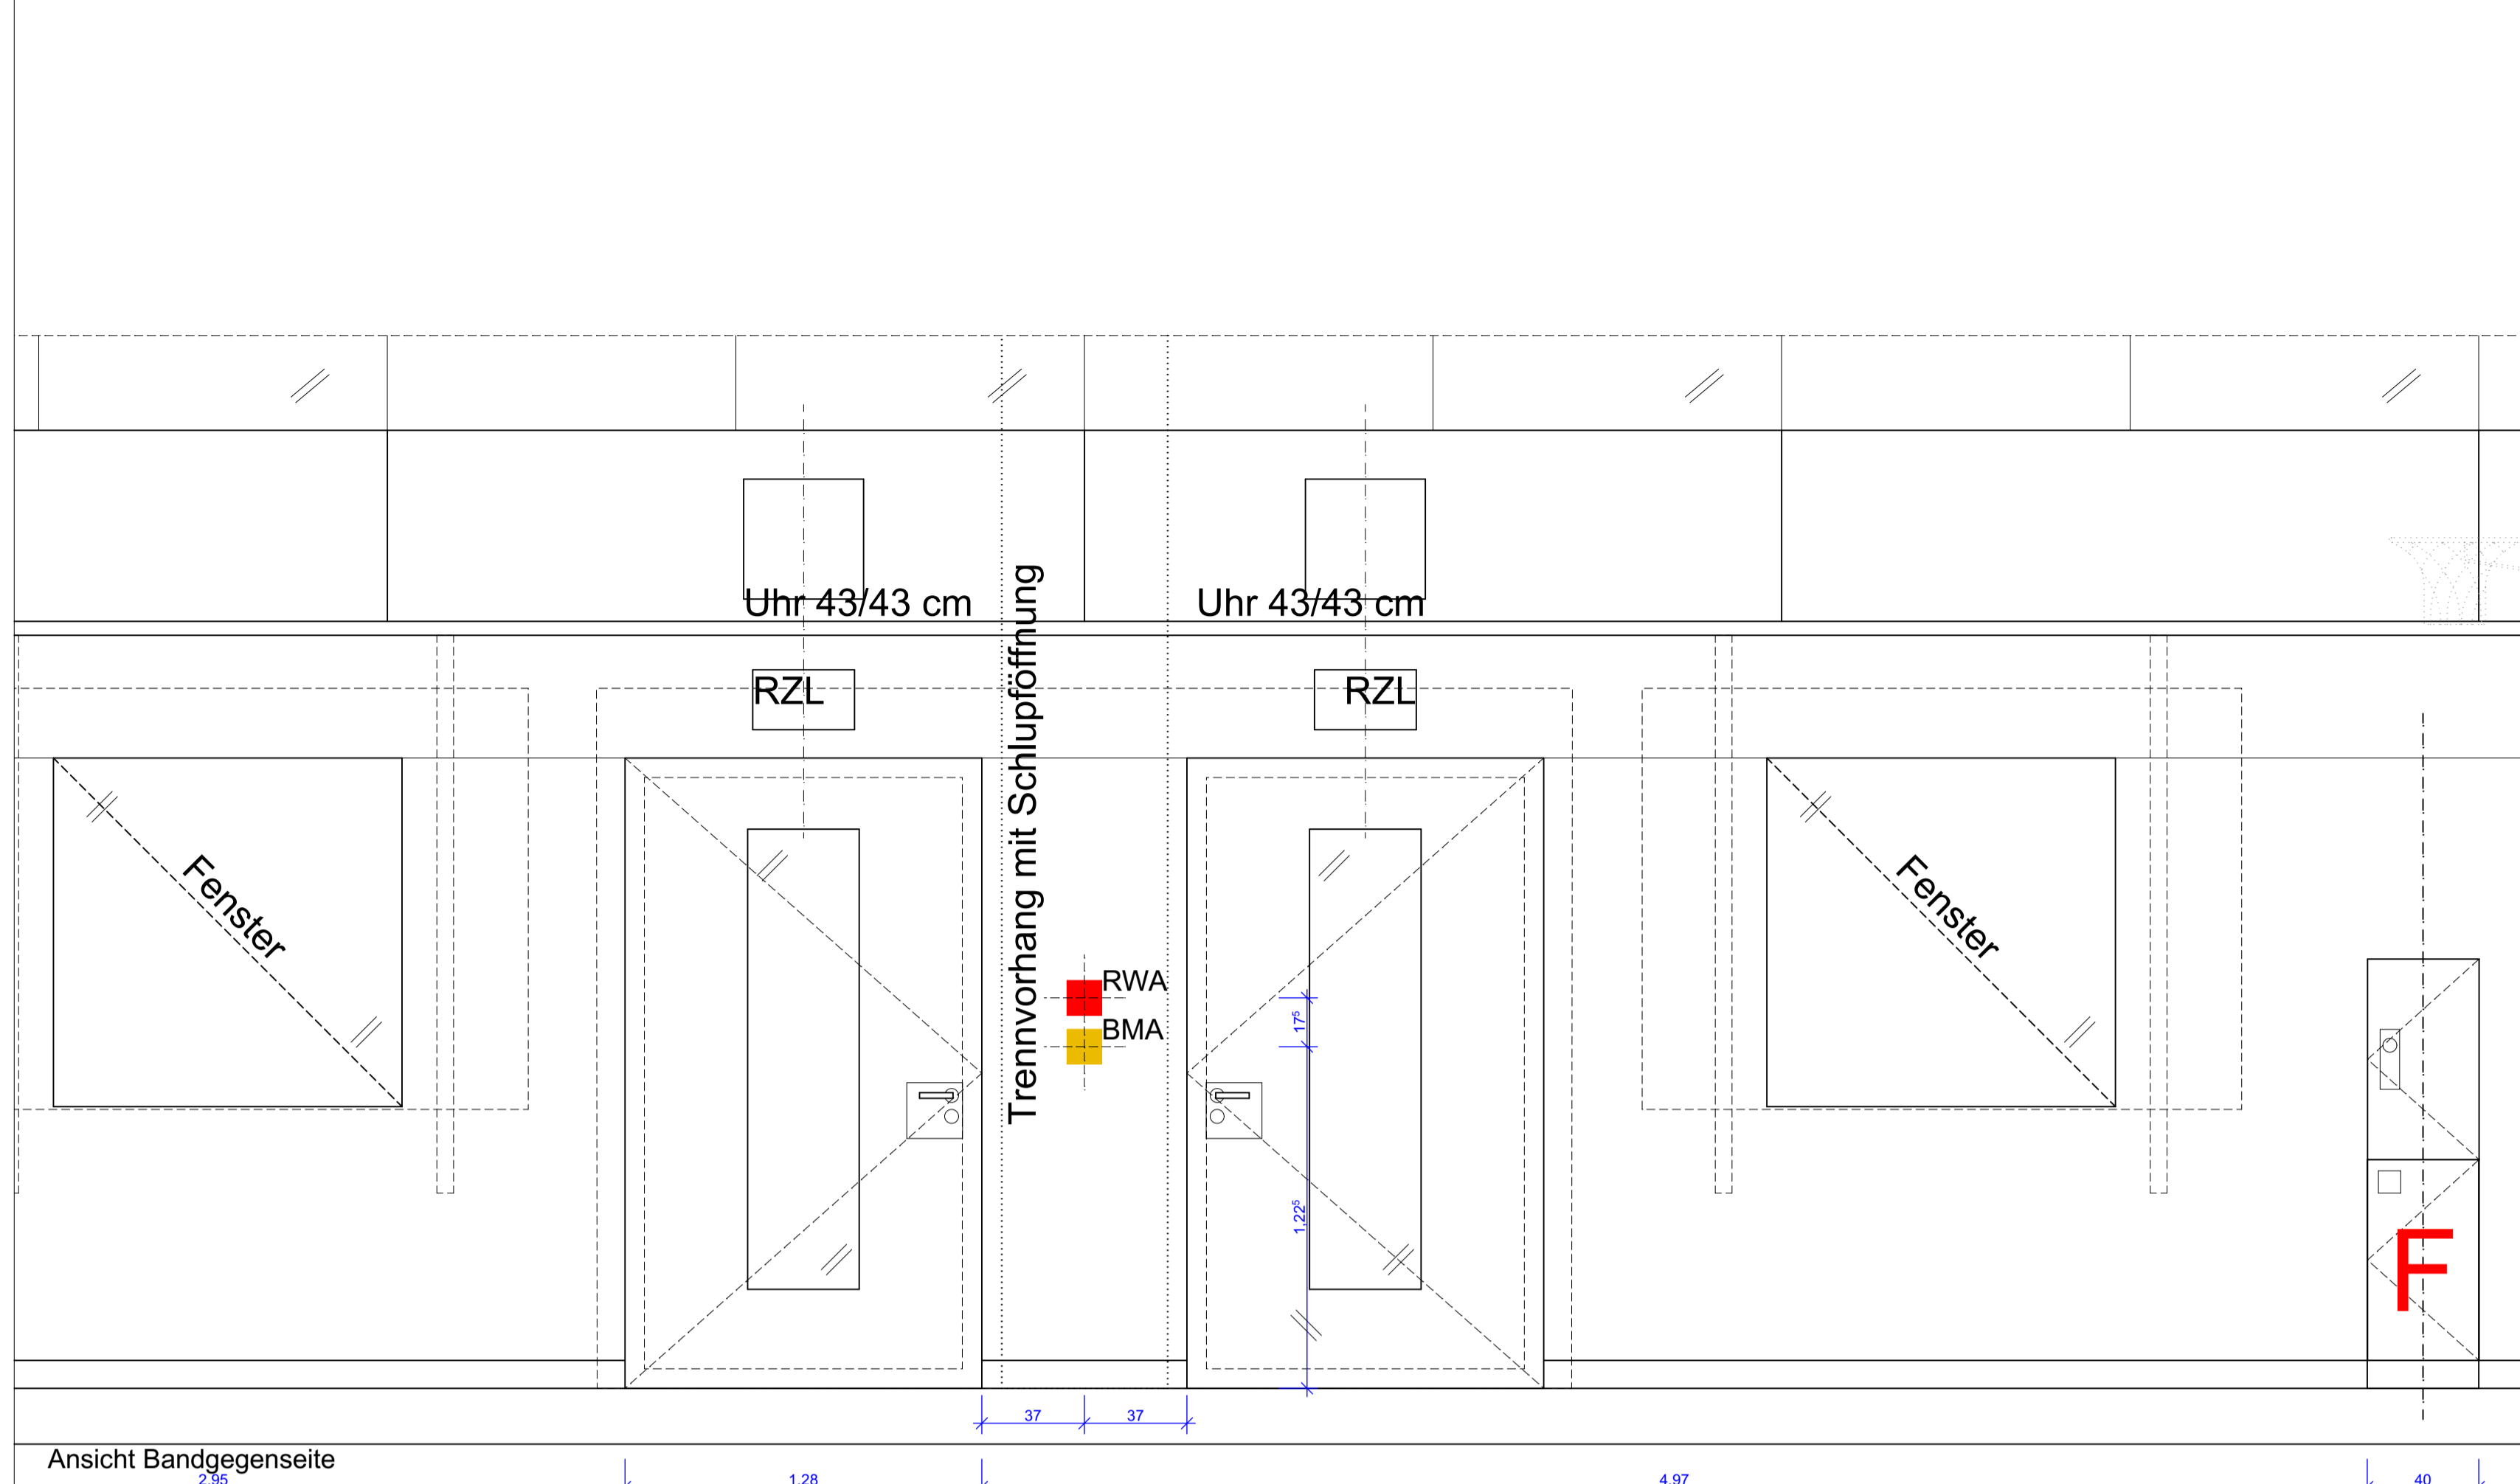 Uhr 43/43 cm
Uhr 43/43 cm
RZL
RZL
Trennvorhang mit Schlupföffnung
Fenster
Fenster
RWA
BMA
17⁵
1,22⁵
F
37
37
Ansicht Bandgegenseite
2,95
1,28
4,97
40